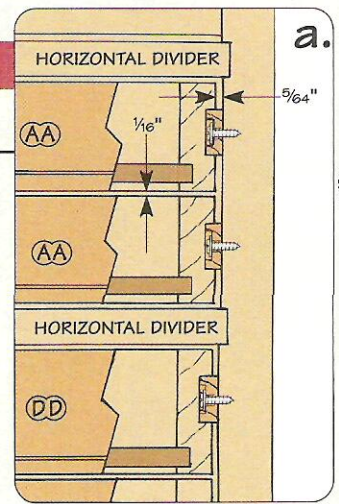 a.
HORIZONTAL DIVIDER
5/64"
1/16"
AA
AA
HORIZONTAL DIVIDER
DD